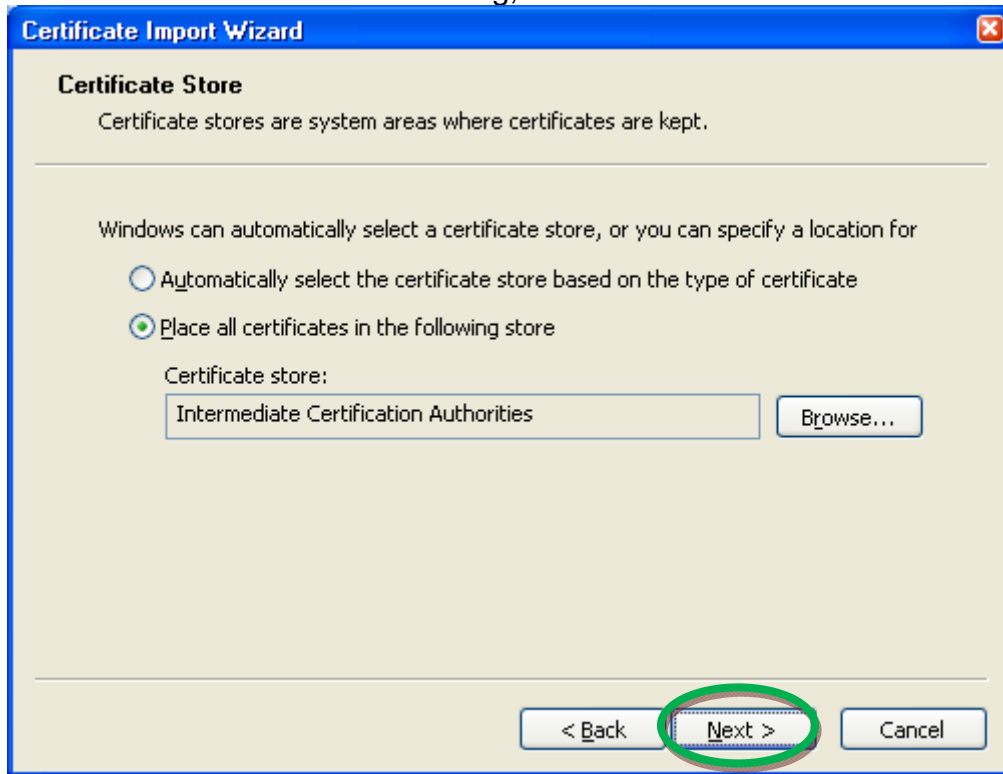 Certificate Import Wizard
Certificate Store
Certificate stores are system areas where certificates are kept.
Windows can automatically select a certificate store, or you can specify a location for
Automatically select the certificate store based on the type of certificate
Place all certificates in the following store
Certificate store:
Intermediate Certification Authorities
Browse...
< Back
Next >
Cancel